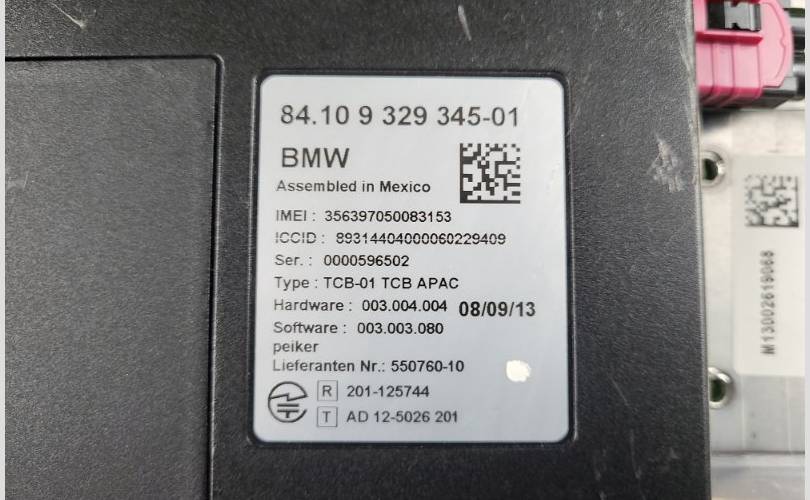 84.10 9 329 345-01
BMW
Assembled in Mexico
IMEI : 356397050083153
ICCID : 89314404000060229409
Ser. : 0000596502
Type : TCB-01 TCB APAC
Hardware : 003.004.004 08/09/13
Software : 003.003.080
peiker
Lieferanten Nr.: 550760-10
R 201-125744
T AD 12-5026 201
M13002619068